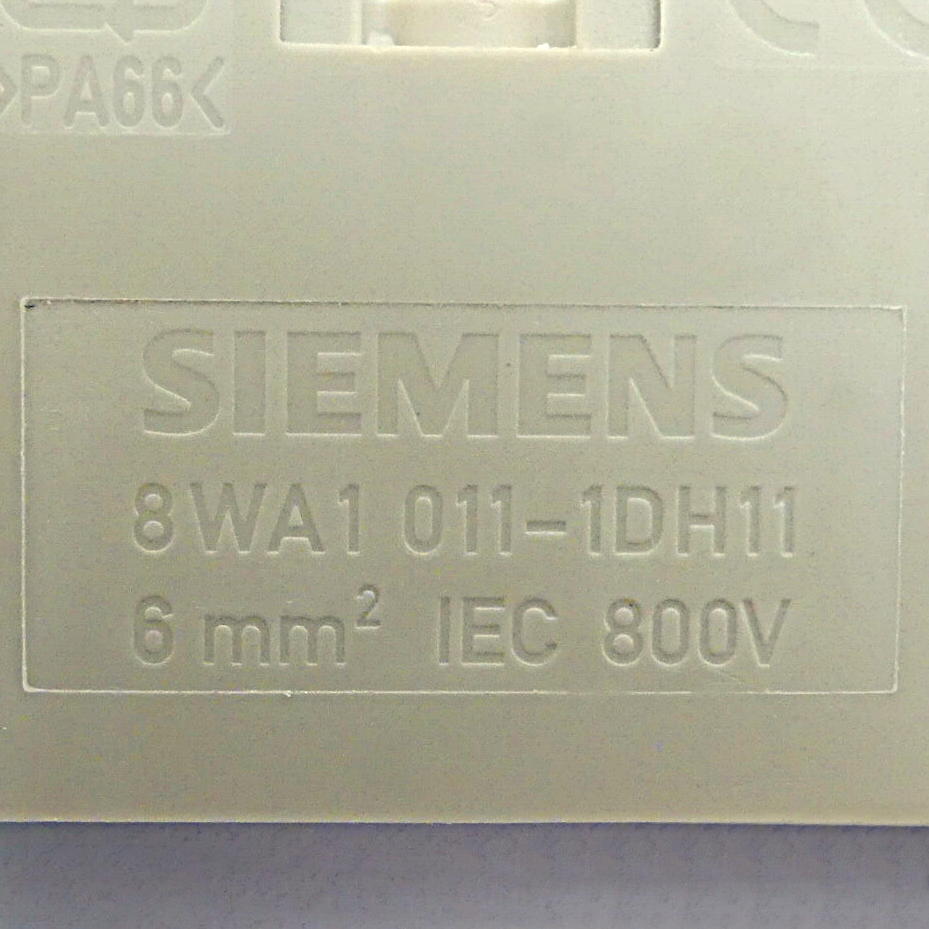 >PA66<
SIEMENS
8WA1 011-1DH11
6 mm² IEC 800V